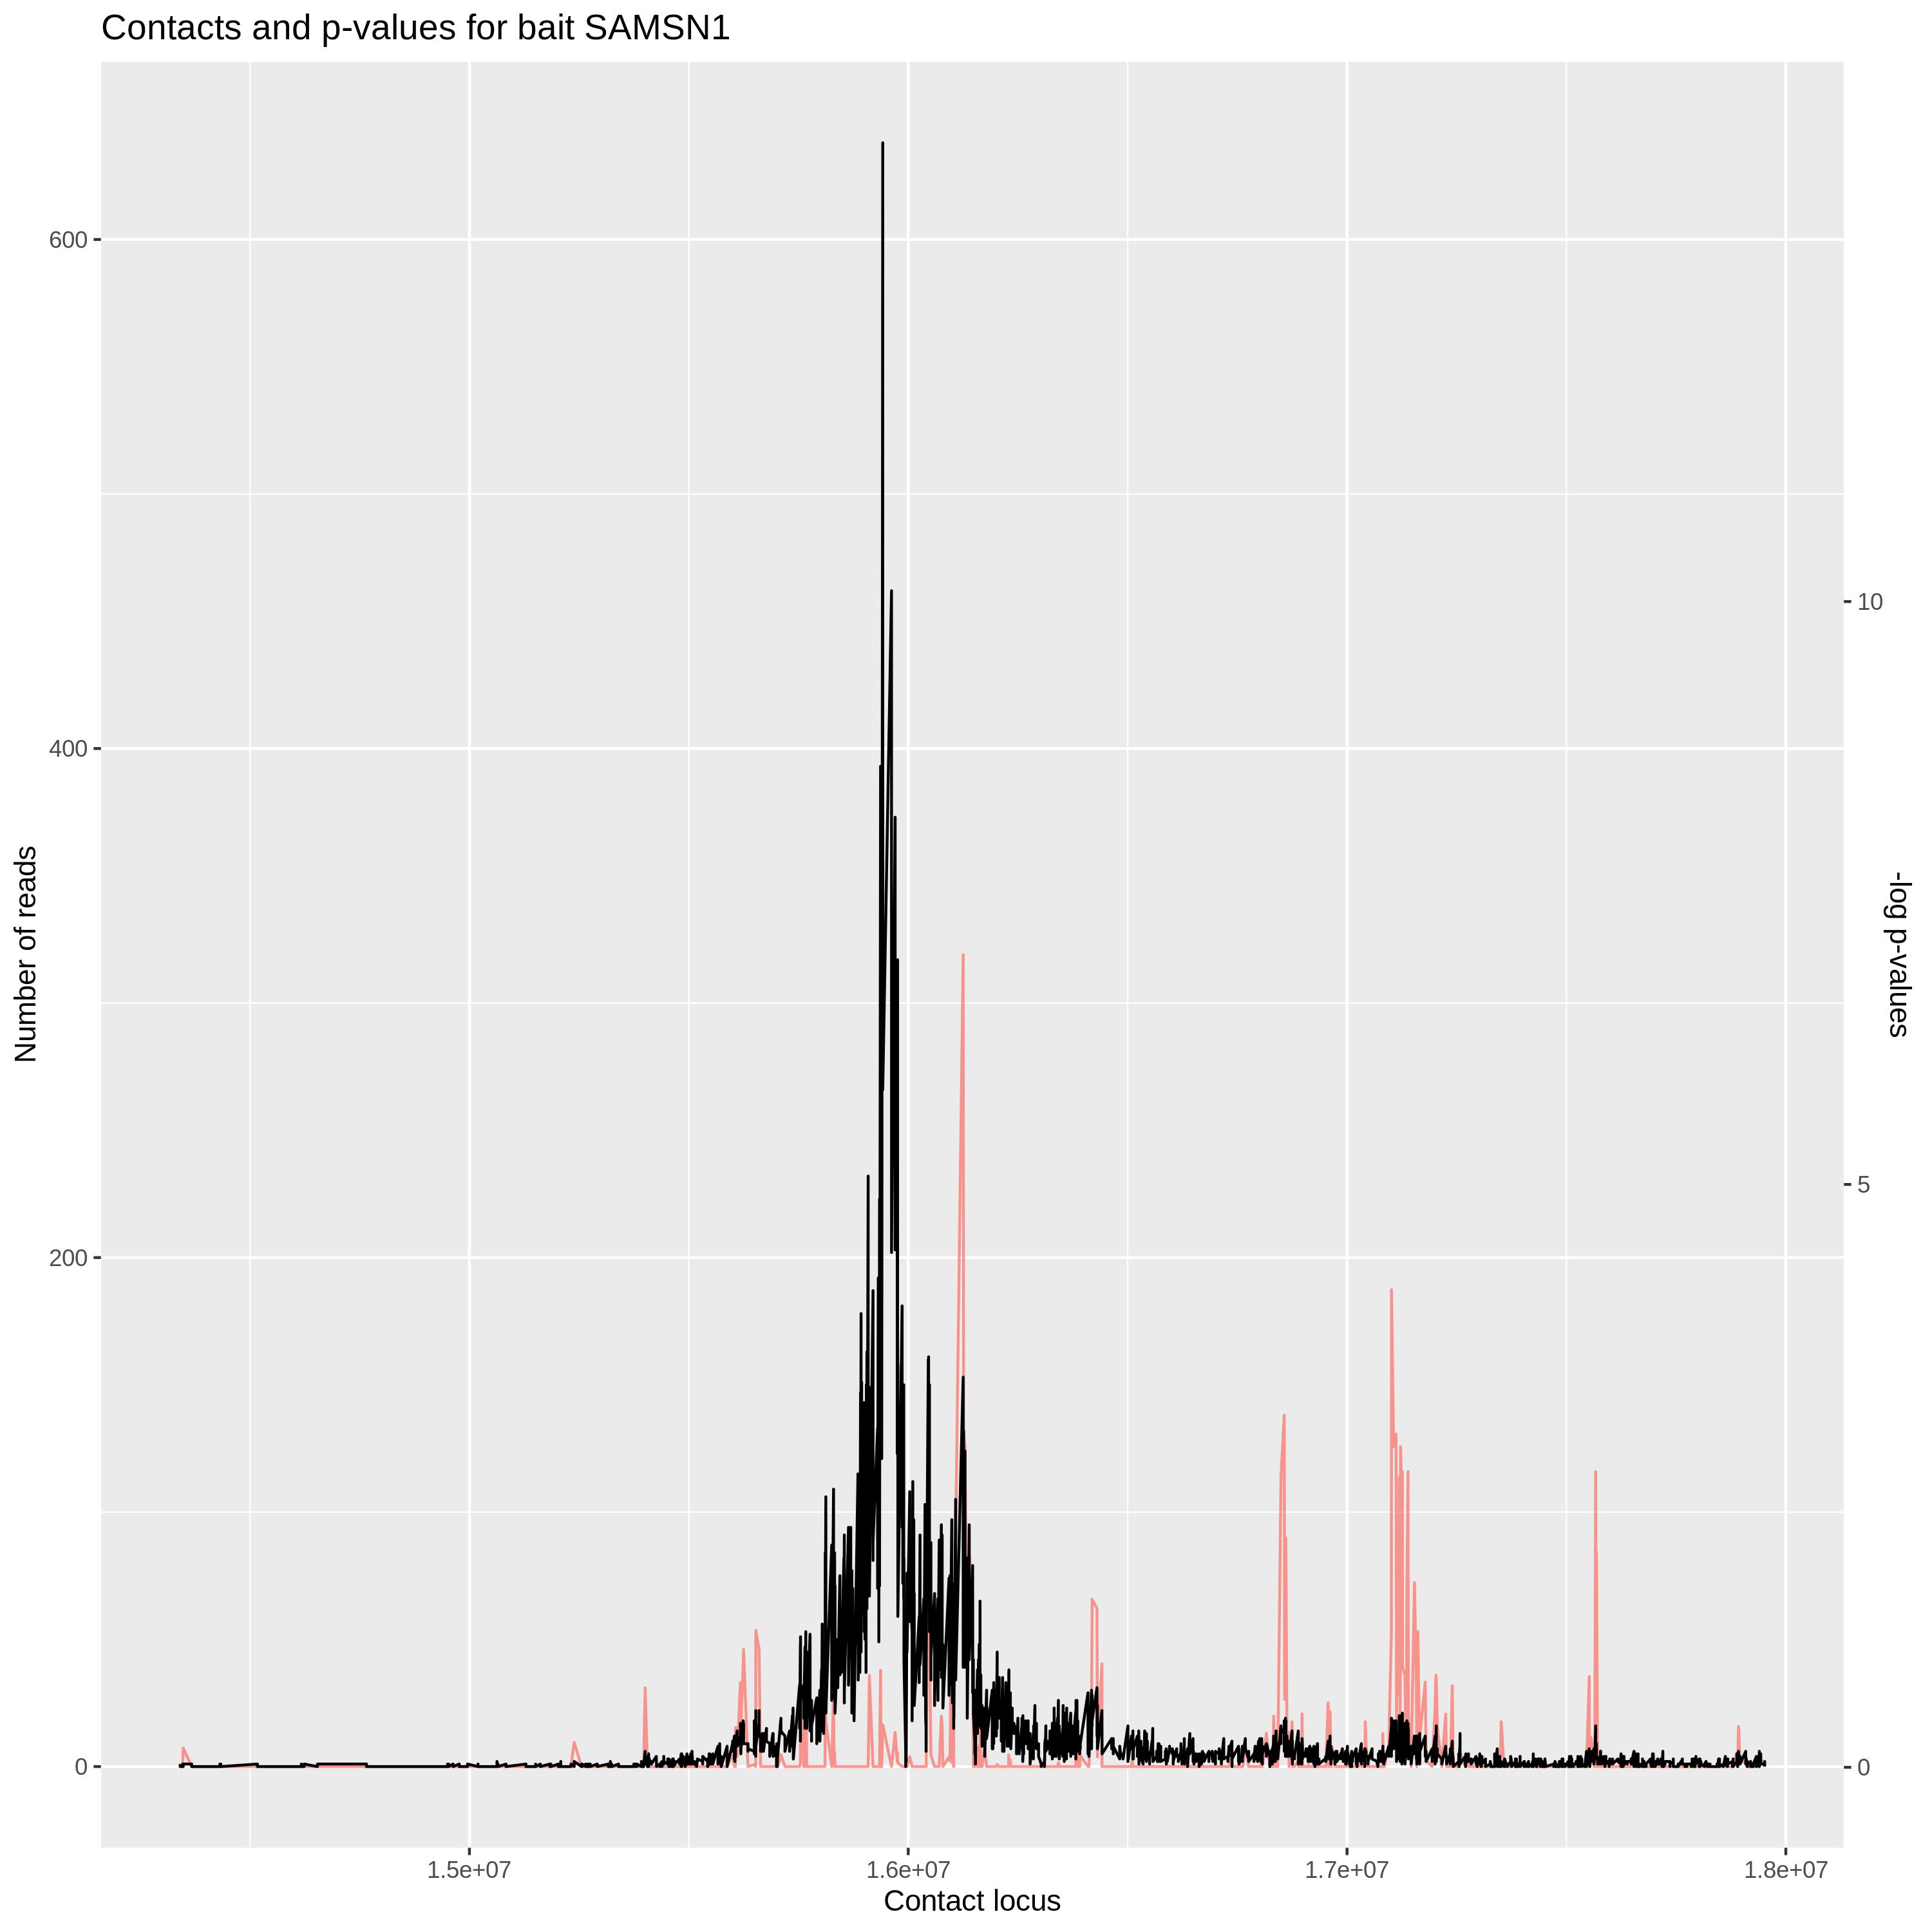 Contacts and p-values for bait SAMSN1
600
400
200
0
Number of reads
10
5
0
-log p-values
1.5e+07
1.6e+07
1.7e+07
1.8e+07
Contact locus